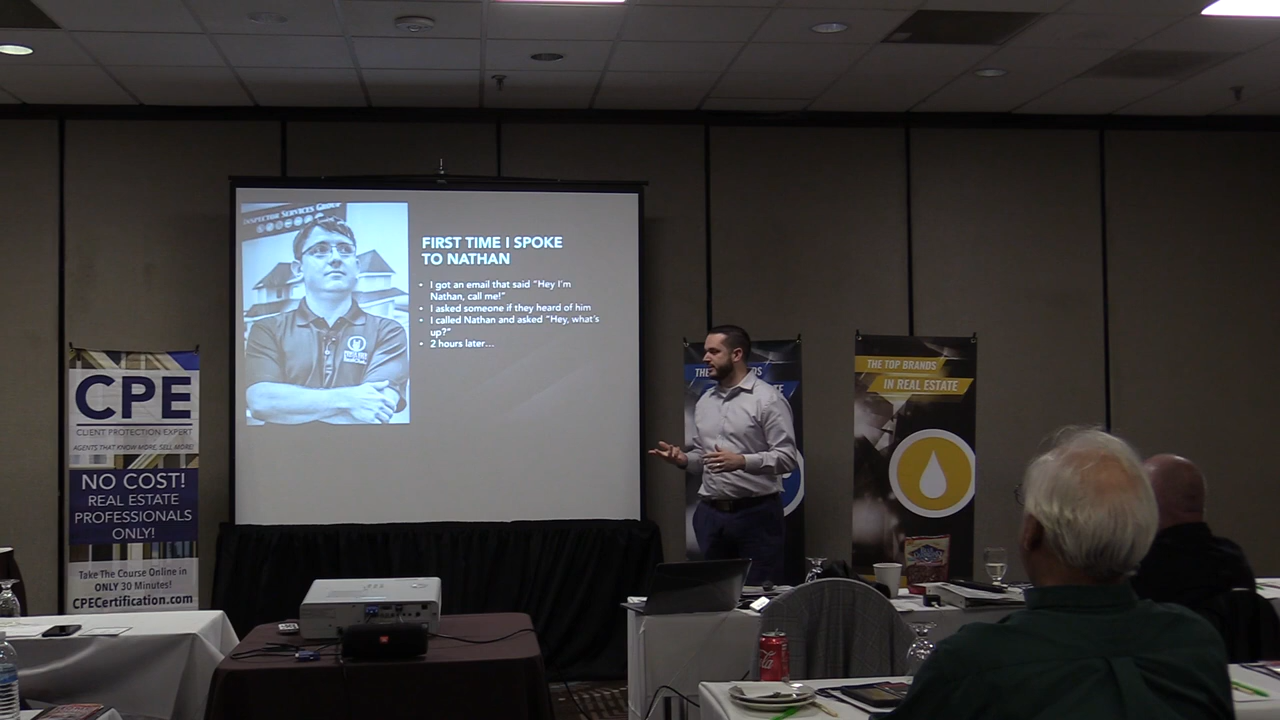 INSPECTOR SERVICES GROUP
FIRST TIME I SPOKE
TO NATHAN
• I got an email that said “Hey I’m
Nathan, call me!”
• I asked someone if they heard of him
• I called Nathan and asked “Hey, what’s
up?”
• 2 hours later…
CPE
CLIENT PROTECTION EXPERT
AGENTS THAT KNOW MORE, SELL MORE!
NO COST!
REAL ESTATE
PROFESSIONALS
ONLY!
Take The Course Online in
ONLY 30 Minutes!
CPECertification.com
THE
THE TOP BRANDS
IN REAL ESTATE